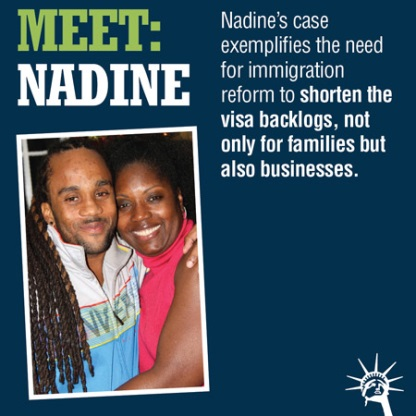 MEET:
NADINE
Nadine's case
exemplifies the need
for immigration
reform to shorten the
visa backlogs, not
only for families but
also businesses.